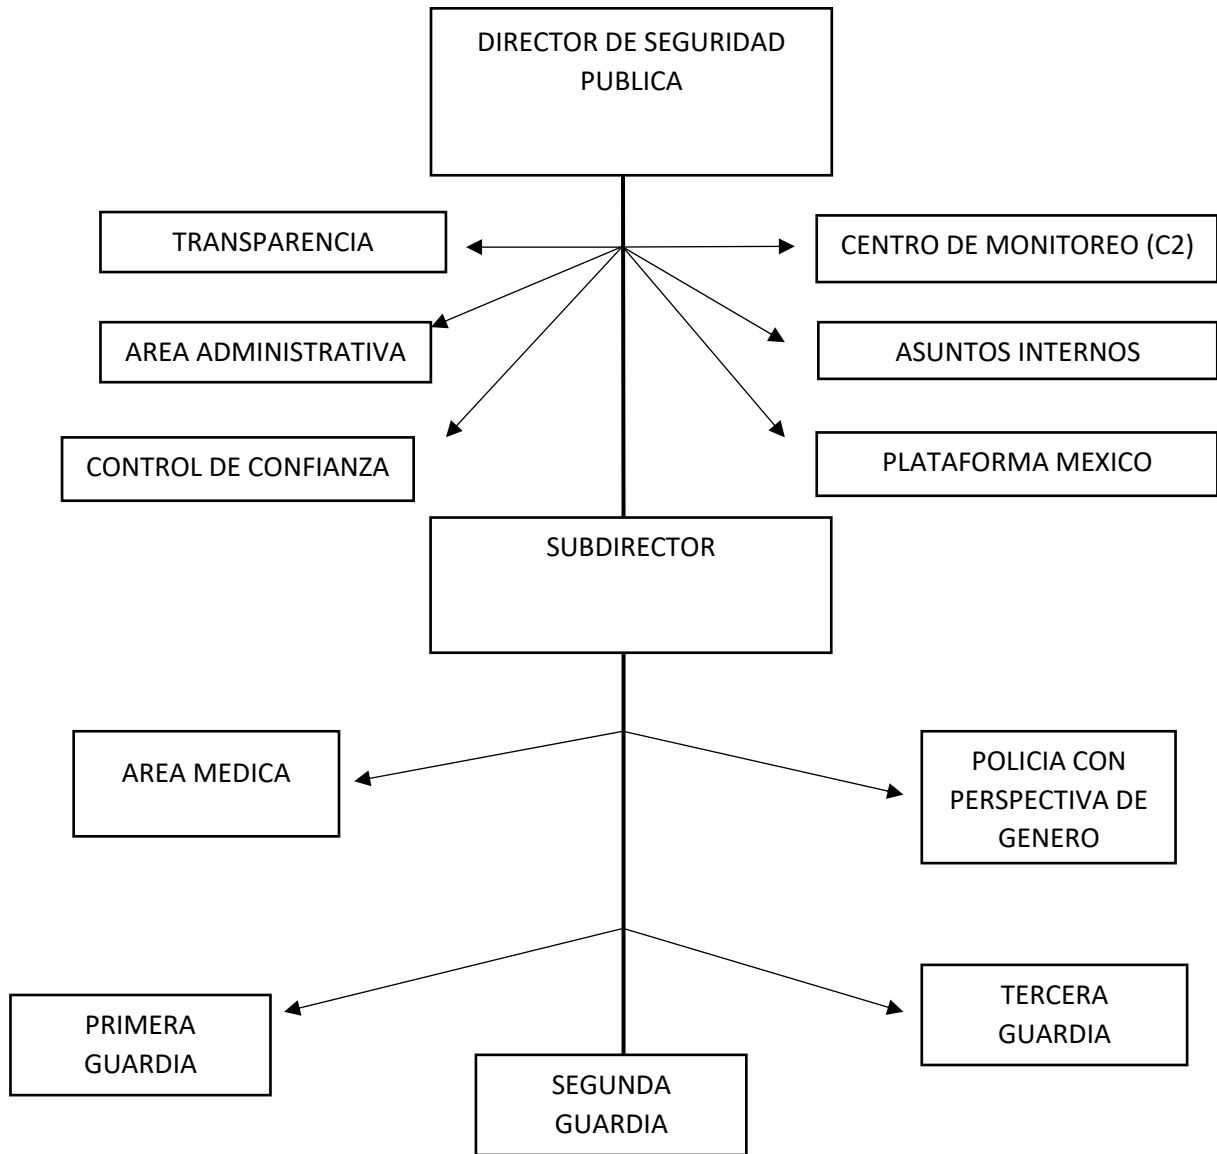 DIRECTOR DE SEGURIDAD
PUBLICA
TRANSPARENCIA
CENTRO DE MONITOREO (C2)
AREA ADMINISTRATIVA
ASUNTOS INTERNOS
CONTROL DE CONFIANZA
PLATAFORMA MEXICO
SUBDIRECTOR
AREA MEDICA
POLICIA CON
PERSPECTIVA DE
GENERO
PRIMERA
GUARDIA
SEGUNDA
GUARDIA
TERCERA
GUARDIA